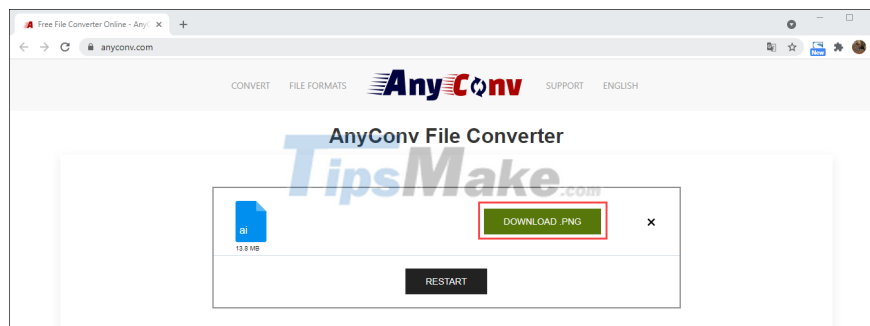 Free File Converter Online - Any
anyconv.com
New
CONVERT FILE FORMATS AnyConv SUPPORT ENGLISH
AnyConv File Converter
TipsMake.com
ai
DOWNLOAD .PNG
13.8 MB
RESTART